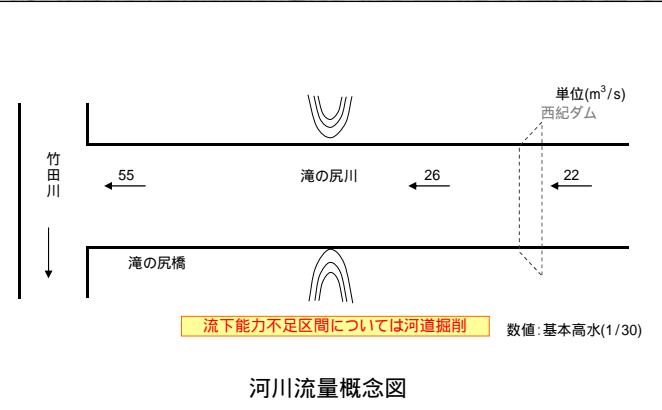 単位(m³/s)
西紀ダム
竹田川
55
滝の尻川
26
22
滝の尻橋
流下能力不足区間については河道掘削
数値:基本高水(1/30)
河川流量概念図